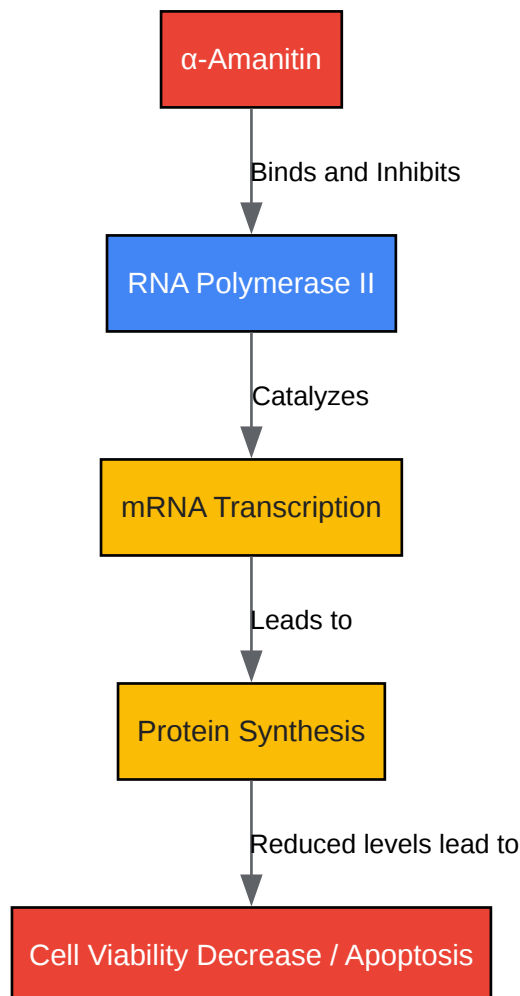 α-Amanitin
Binds and Inhibits
RNA Polymerase II
Catalyzes
mRNA Transcription
Leads to
Protein Synthesis
Reduced levels lead to
Cell Viability Decrease / Apoptosis